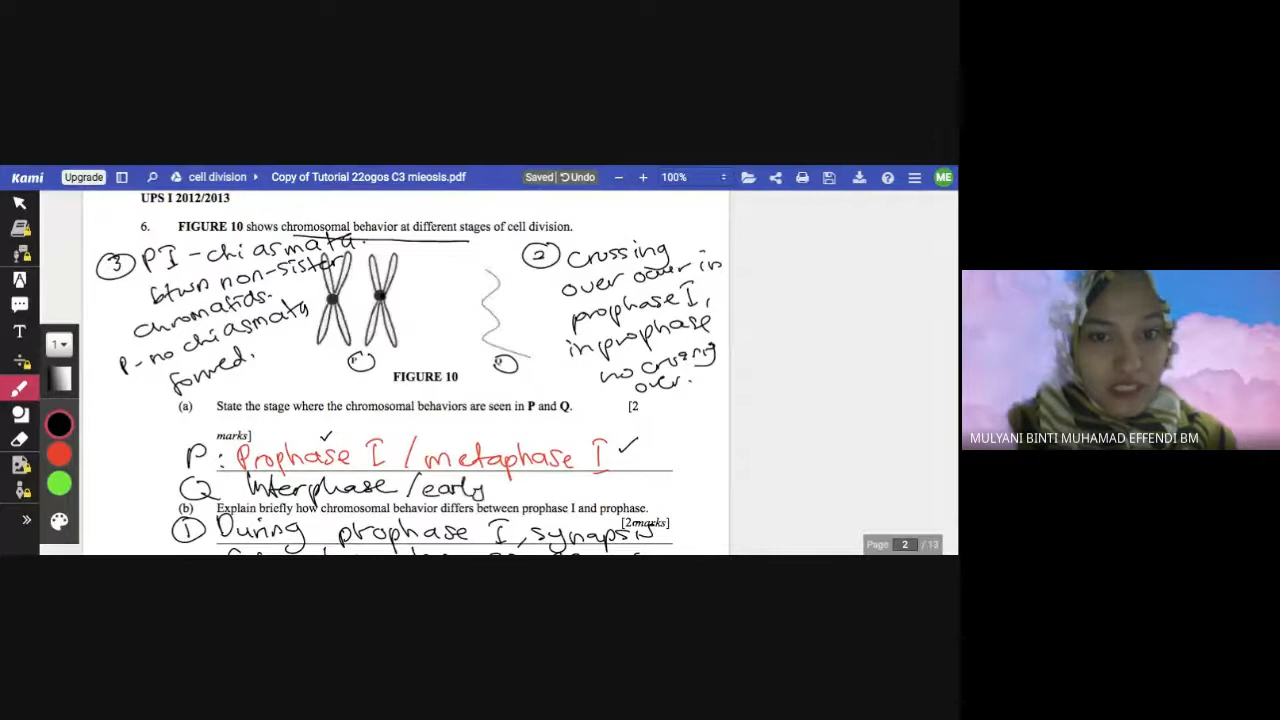 Kami
Upgrade
cell division
Copy of Tutorial 22ogos C3 mieosis.pdf
Saved
Undo
100%
ME
UPS I 2012/2013
6. FIGURE 10 shows chromosomal behavior at different stages of cell division.
③ PI - chiasmata
btwn non-sister
chromatids.
P - no chiasmata
formed.
② crossing
over occur in
prophase I,
in prophase
no crossing
over.
FIGURE 10
(a) State the stage where the chromosomal behaviors are seen in P and Q. [2
marks]
P : Prophase I / metaphase I
Q Interphase / early
(b) Explain briefly how chromosomal behavior differs between prophase I and prophase.
[2marks]
① During prophase I, synapsis
1
T
Page 2 / 13
MULYANI BINTI MUHAMAD EFFENDI BM